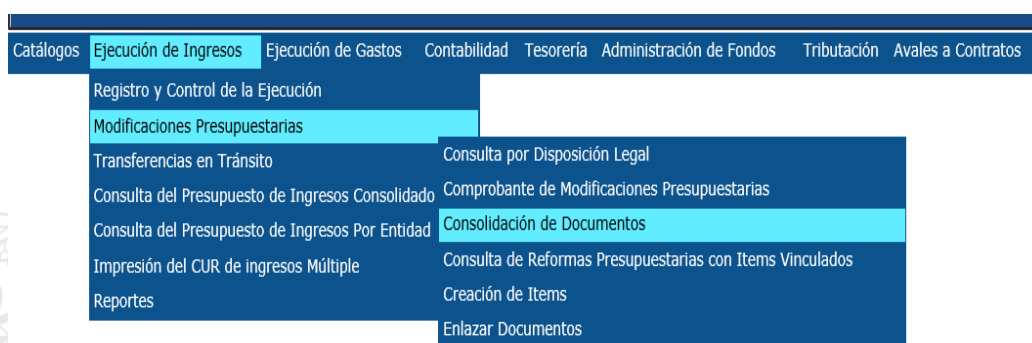 Catálogos Ejecución de Ingresos Ejecución de Gastos Contabilidad Tesorería Administración de Fondos Tributación Avales a Contratos
Registro y Control de la Ejecución
Modificaciones Presupuestarias
Transferencias en Tránsito
Consulta del Presupuesto de Ingresos Consolidado
Consulta del Presupuesto de Ingresos Por Entidad
Impresión del CUR de ingresos Múltiple
Reportes
Consulta por Disposición Legal
Comprobante de Modificaciones Presupuestarias
Consolidación de Documentos
Consulta de Reformas Presupuestarias con Items Vinculados
Creación de Items
Enlazar Documentos